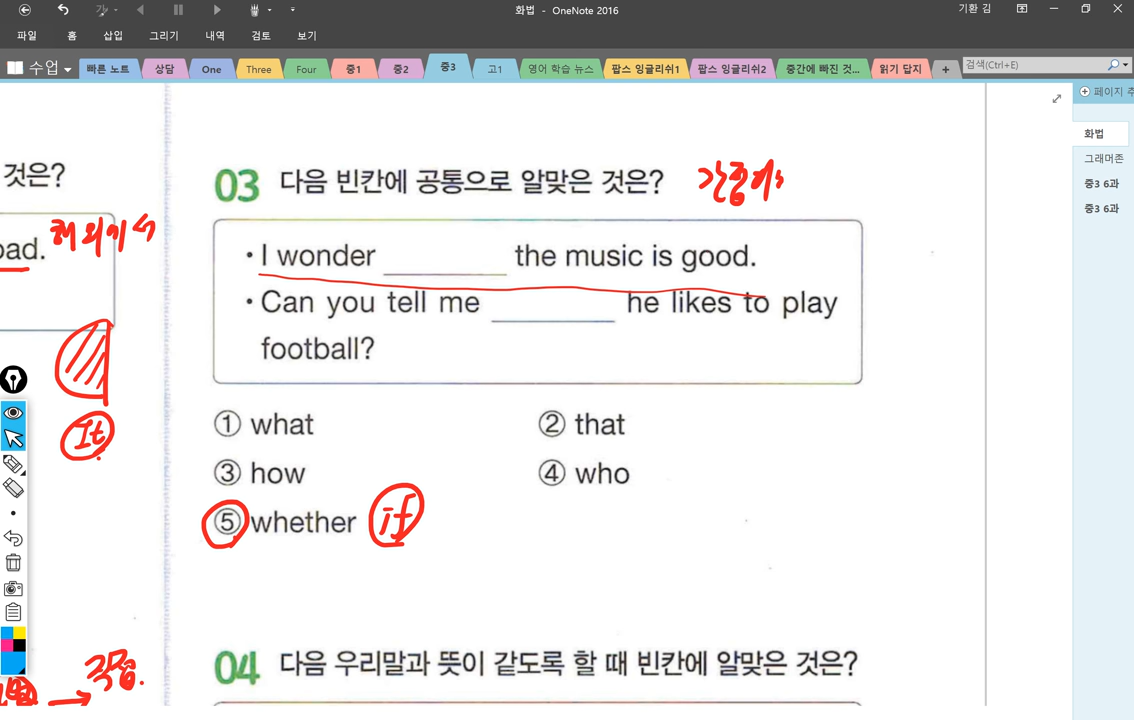 화법 - OneNote 2016
기환 김
파일 홈 삽입 그리기 내역 검토 보기
수업 빠른 노트 상담 One Three Four 중1 중2 중3 고1 영어 학습 뉴스 팝스 잉글리쉬1 팝스 잉글리쉬2 중간에 빠진 것... 읽기 답지 + 검색(Ctrl+E)
페이지 추
화법
그래머존
중3 6과
중3 6과
것은?
oad.
It
03 다음 빈칸에 공통으로 알맞은 것은?
• I wonder ________ the music is good.
• Can you tell me ________ he likes to play
football?
① what ② that
③ how ④ who
⑤ whether if
04 다음 우리말과 뜻이 같도록 할 때 빈칸에 알맞은 것은?